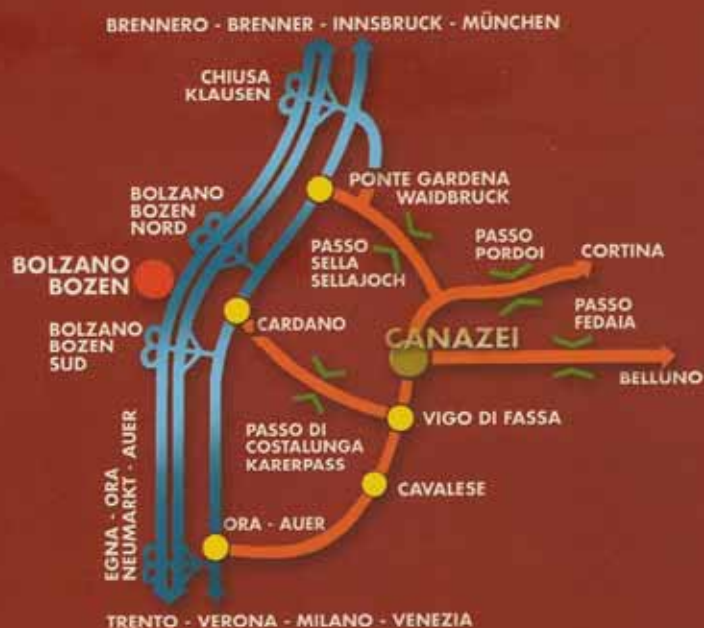 BRENNERO - BRENNER - INNSBRUCK - MÜNCHEN
CHIUSA
KLAUSEN
PONTE GARDENA
WAIDBRUCK
BOLZANO
BOZEN
NORD
PASSO
SELLA
SELLAJOCH
PASSO
PORDOI
CORTINA
BOLZANO
BOZEN
PASSO
FEDAIA
CARDANO
CANAZEI
BOLZANO
BOZEN
SUD
BELLUNO
PASSO DI
COSTALUNGA
KARERPASS
VIGO DI FASSA
CAVALESE
EGNA - ORA
NEUMARKT - AUER
ORA - AUER
TRENTO - VERONA - MILANO - VENEZIA